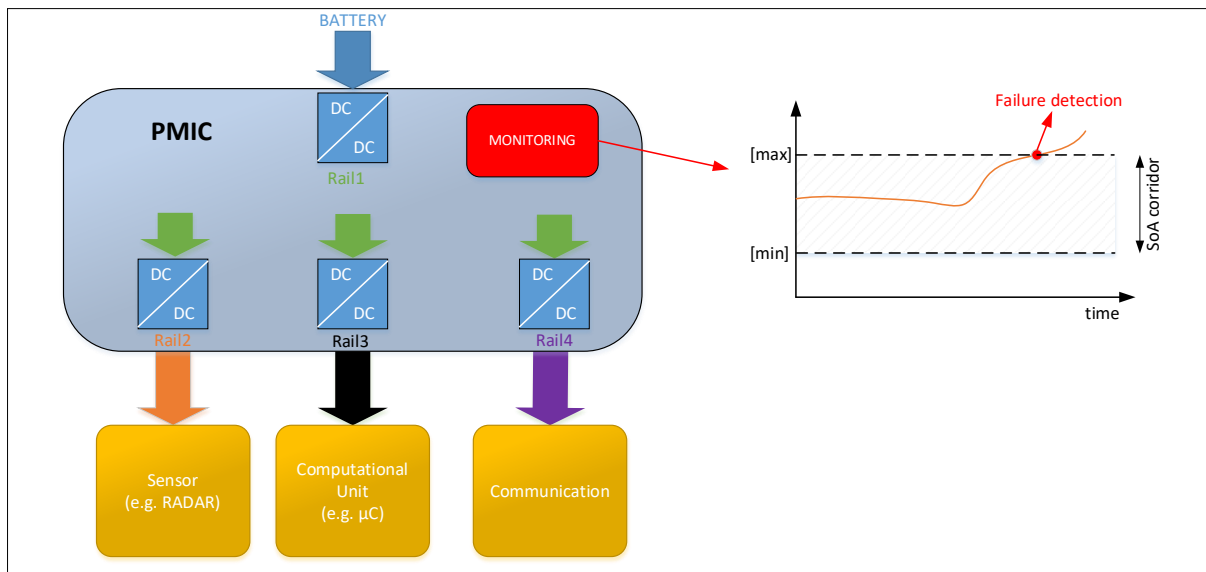 BATTERY
PMIC
DC
DC
Rail1
MONITORING
DC
DC
Rail2
DC
DC
Rail3
DC
DC
Rail4
Sensor
(e.g. RADAR)
Computational
Unit
(e.g. µC)
Communication
Failure detection
[max]
[min]
SoA corridor
time